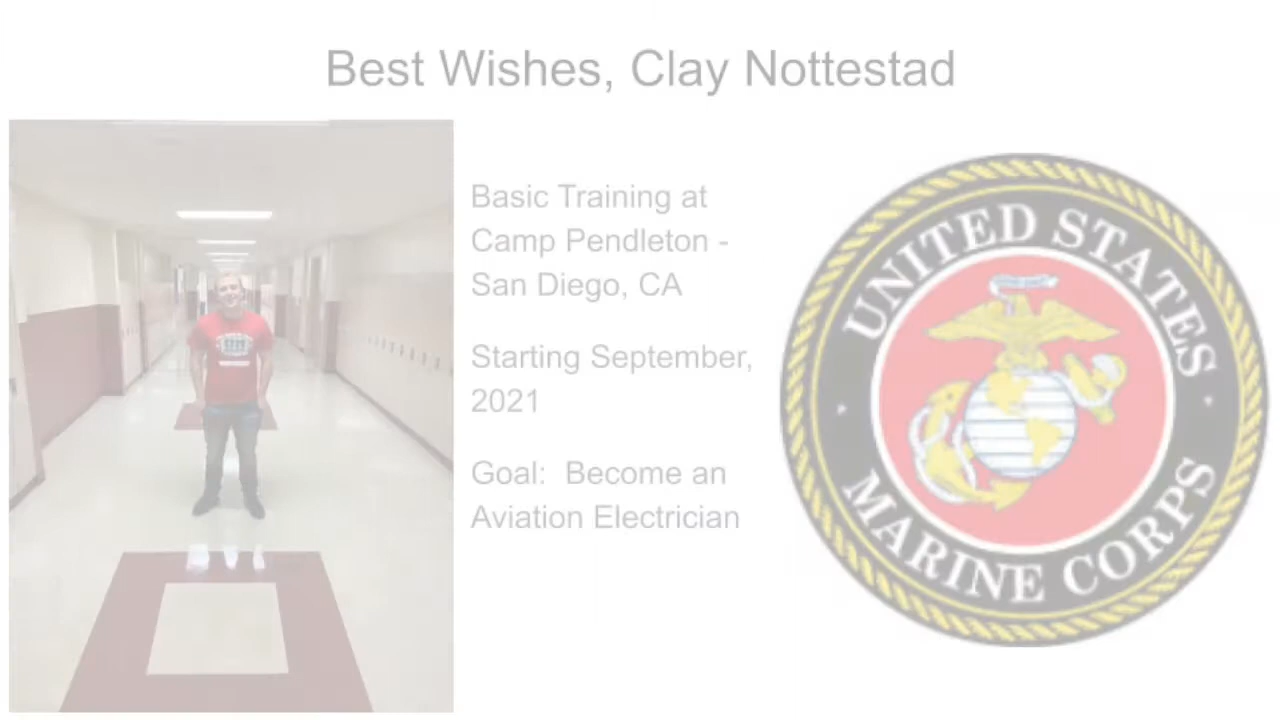 Best Wishes, Clay Nottestad
Basic Training at
Camp Pendleton -
San Diego, CA
Starting September,
2021
Goal:  Become an
Aviation Electrician
UNITED STATES
MARINE CORPS